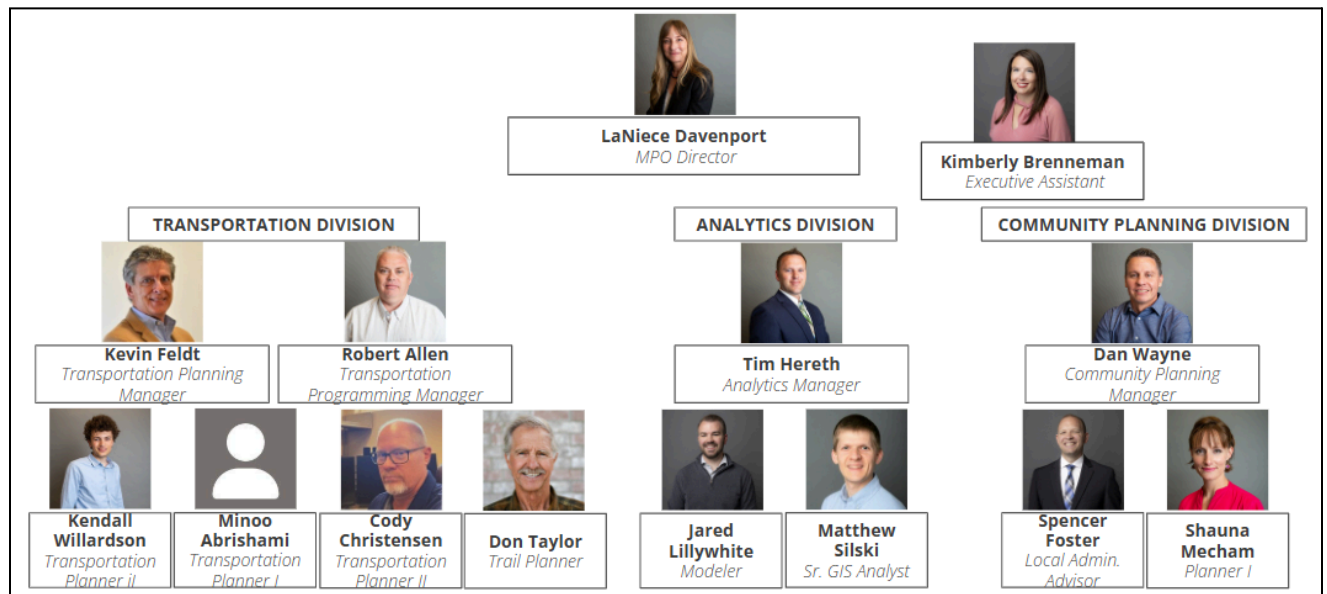 LaNiece Davenport
MPO Director
Kimberly Brenneman
Executive Assistant
TRANSPORTATION DIVISION
ANALYTICS DIVISION
COMMUNITY PLANNING DIVISION
Kevin Feldt
Transportation Planning
Manager
Robert Allen
Transportation
Programming Manager
Tim Hereth
Analytics Manager
Dan Wayne
Community Planning
Manager
Kendall
Willardson
Transportation
Planner iI
Minoo
Abrishami
Transportation
Planner I
Cody
Christensen
Transportation
Planner II
Don Taylor
Trail Planner
Jared
Lillywhite
Modeler
Matthew
Silski
Sr. GIS Analyst
Spencer
Foster
Local Admin.
Advisor
Shauna
Mecham
Planner I